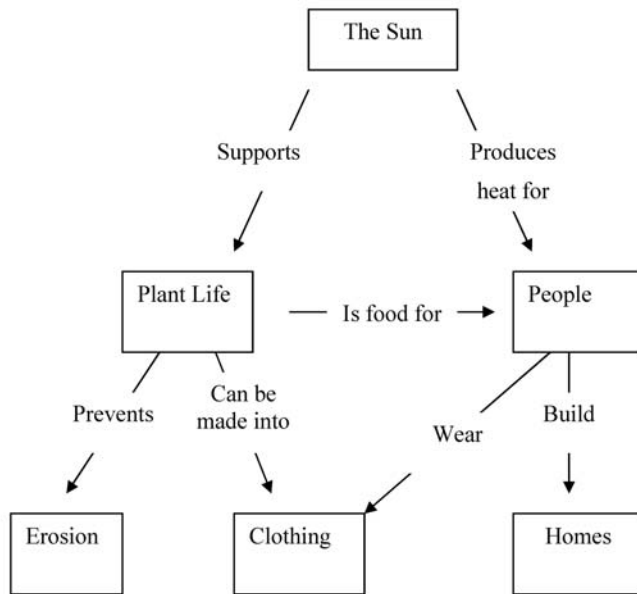 The Sun
Supports
Produces
heat for
Plant Life
Is food for
People
Prevents
Can be
made into
Wear
Build
Erosion
Clothing
Homes